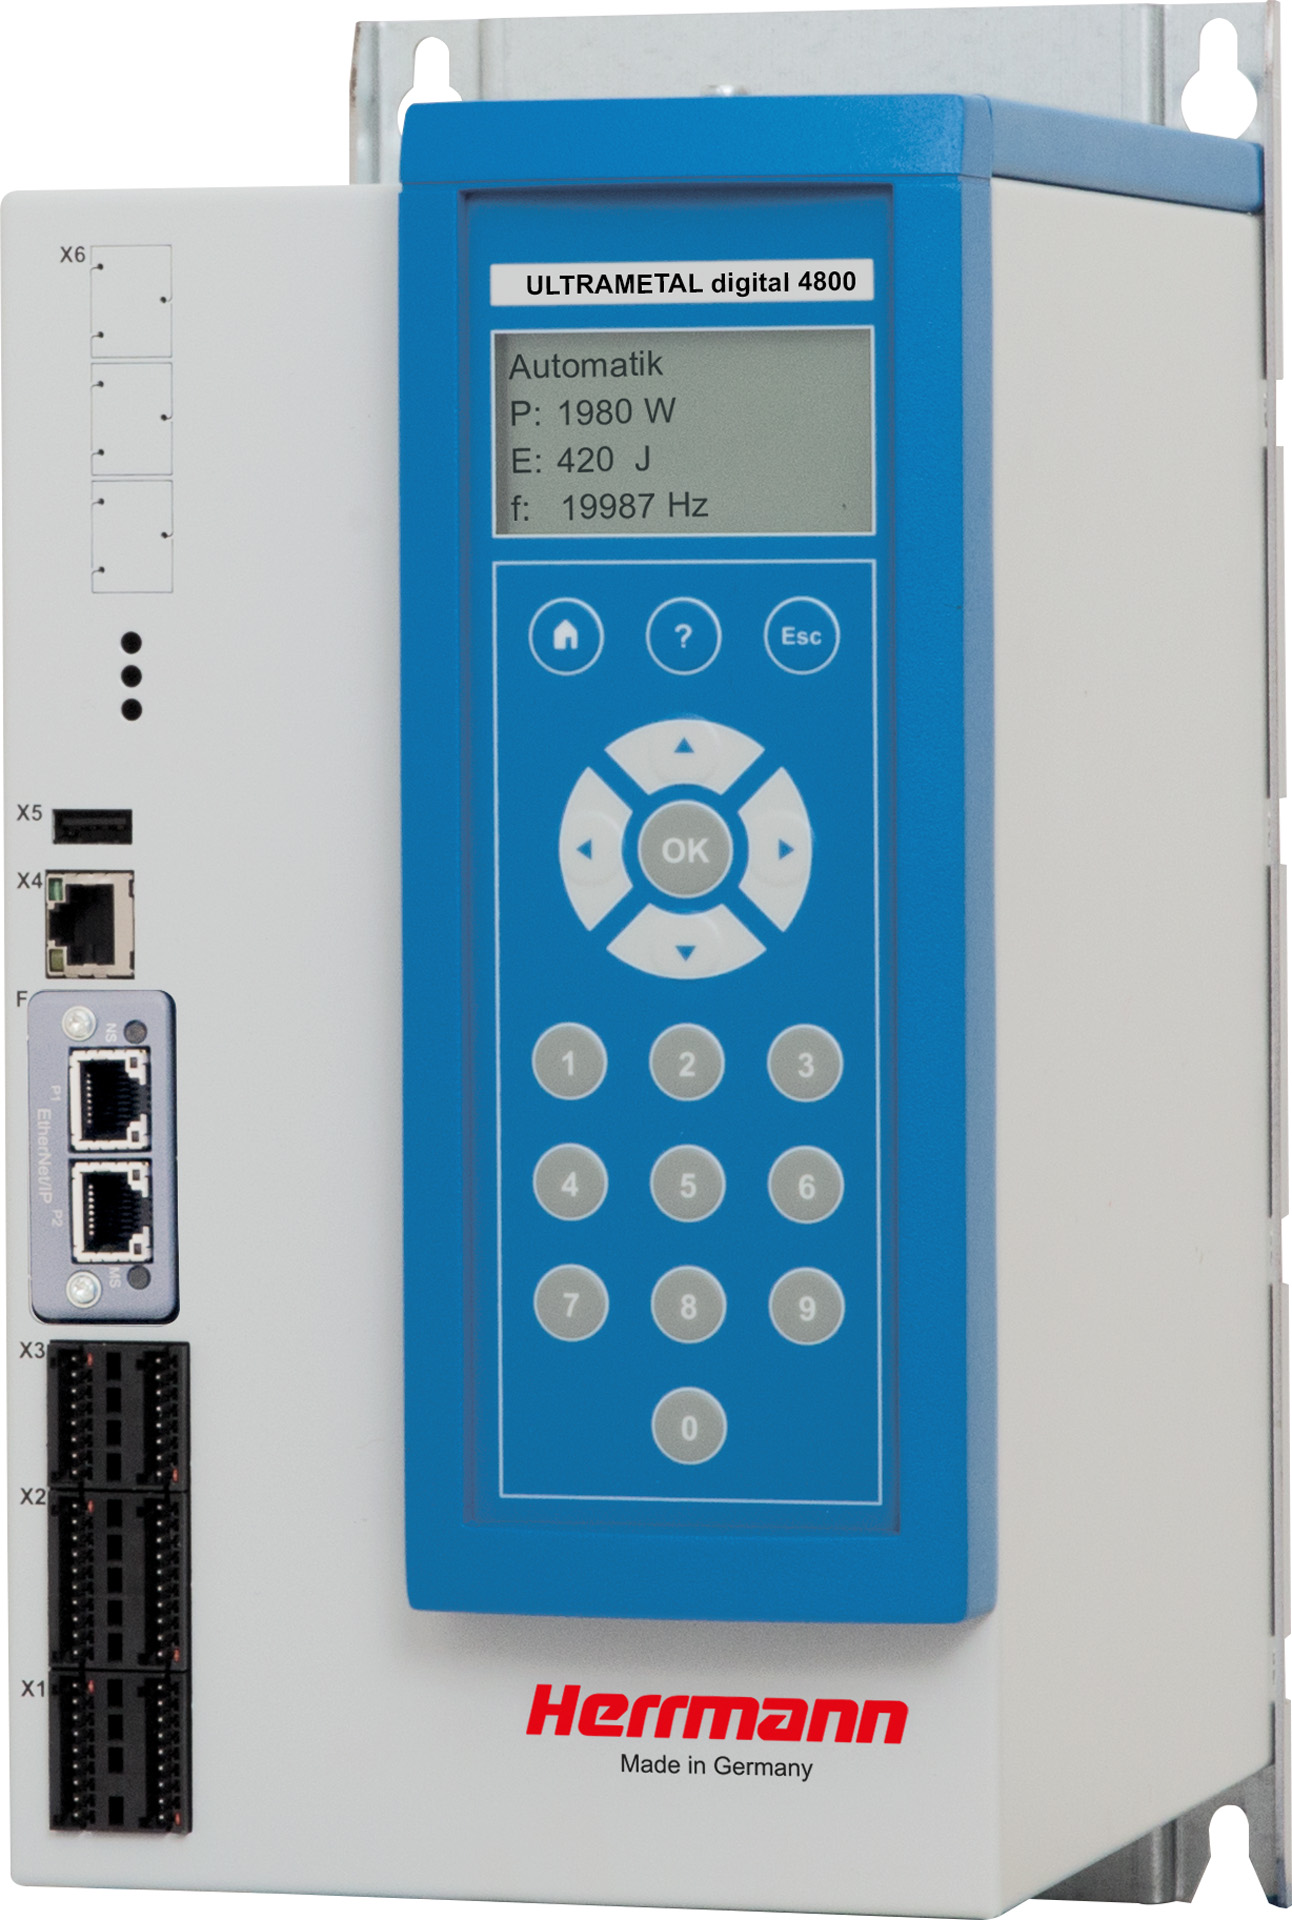 X6
ULTRAMETAL digital 4800
Automatik
P: 1980 W
E: 420 J
f: 19987 Hz
?
Esc
X5
OK
X4
F
NS
P1
EtherNet/IP
P2
MS
1 2 3
4 5 6
7 8 9
0
X3
X2
X1
Herrmann
Made in Germany